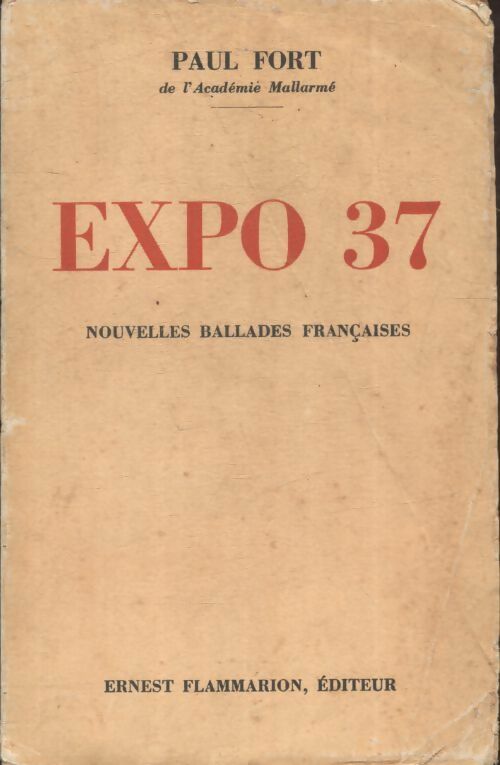 PAUL FORT
de l'Académie Mallarmé
EXPO 37
NOUVELLES BALLADES FRANÇAISES
ERNEST FLAMMARION, ÉDITEUR